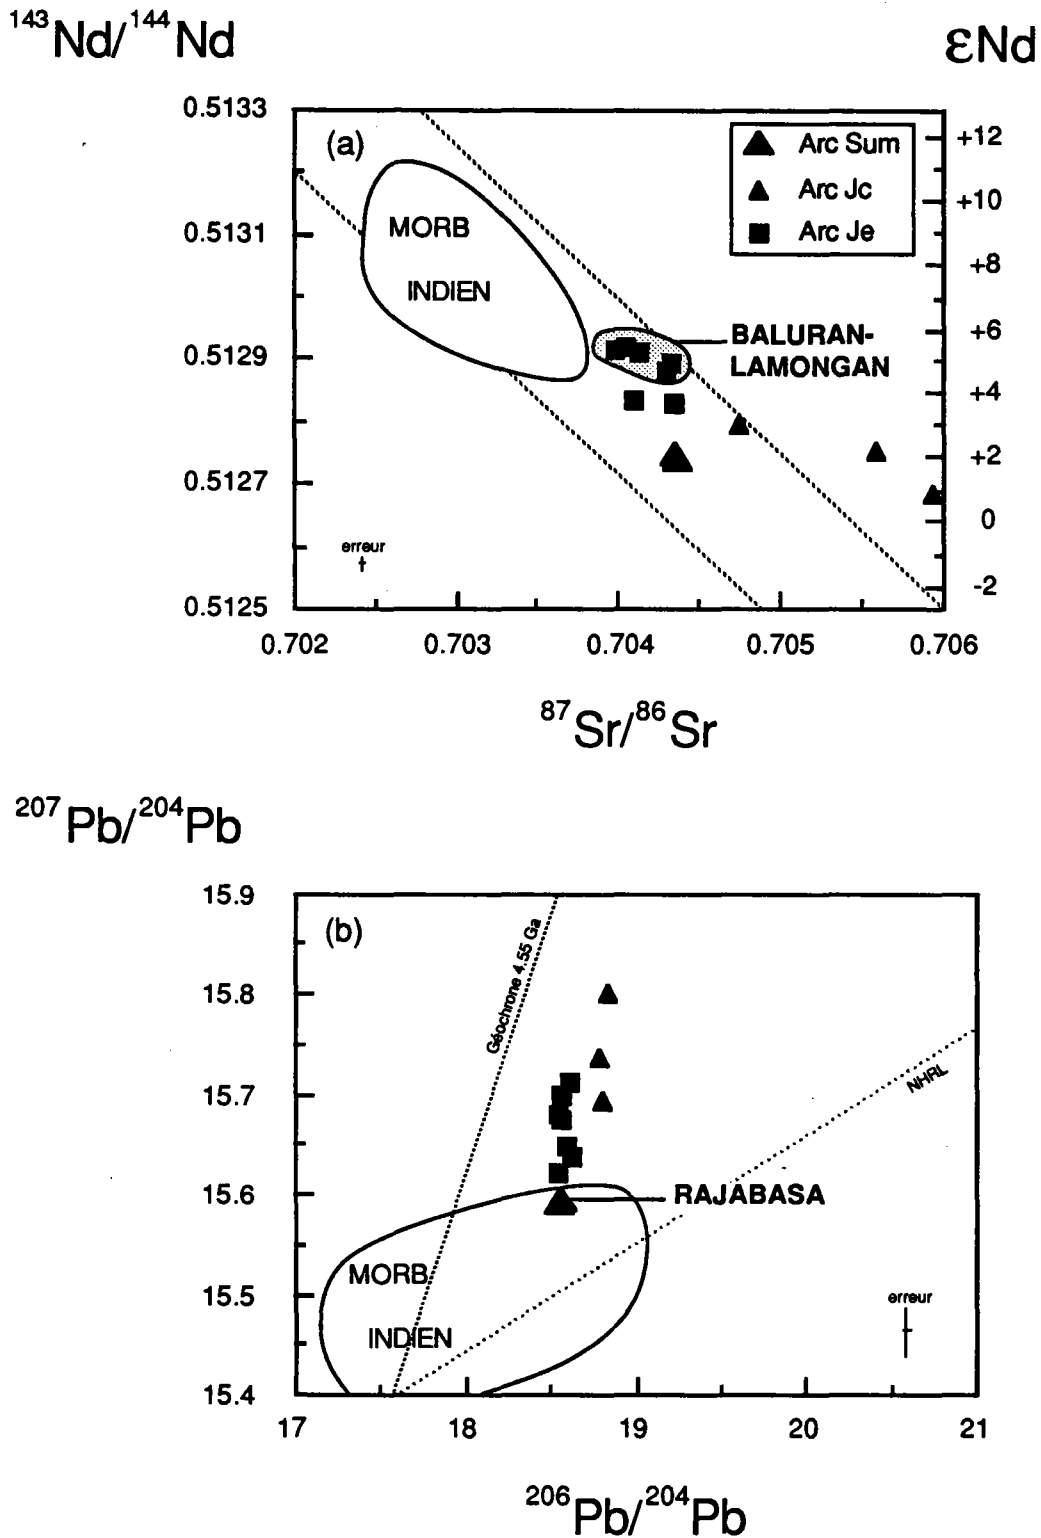 143Nd/144Nd
εNd
0.5133
0.5131
0.5129
0.5127
0.5125
(a)
MORB
INDIEN
Arc Sum
Arc Jc
Arc Je
BALURAN-
LAMONGAN
erreur
+12
+10
+8
+6
+4
+2
0
-2
0.702 0.703 0.704 0.705 0.706
87Sr/86Sr
207Pb/204Pb
15.9
15.8
15.7
15.6
15.5
15.4
(b)
Géochrone 4.55 Ga
NHRL
RAJABASA
MORB
INDIEN
erreur
17 18 19 20 21
206Pb/204Pb